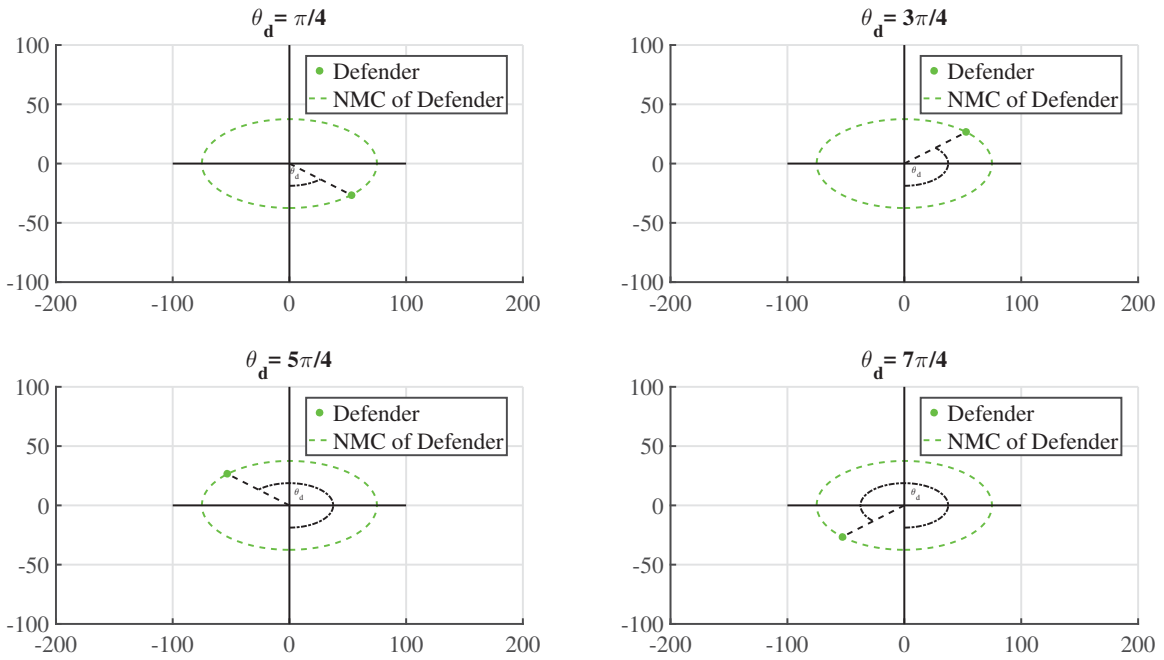 θd= π/4
100
50
0
-50
-100
-200 -100 0 100 200
Defender
NMC of Defender
θd
θd= 3π/4
100
50
0
-50
-100
-200 -100 0 100 200
Defender
NMC of Defender
θd
θd= 5π/4
100
50
0
-50
-100
-200 -100 0 100 200
Defender
NMC of Defender
θd
θd= 7π/4
100
50
0
-50
-100
-200 -100 0 100 200
Defender
NMC of Defender
θd